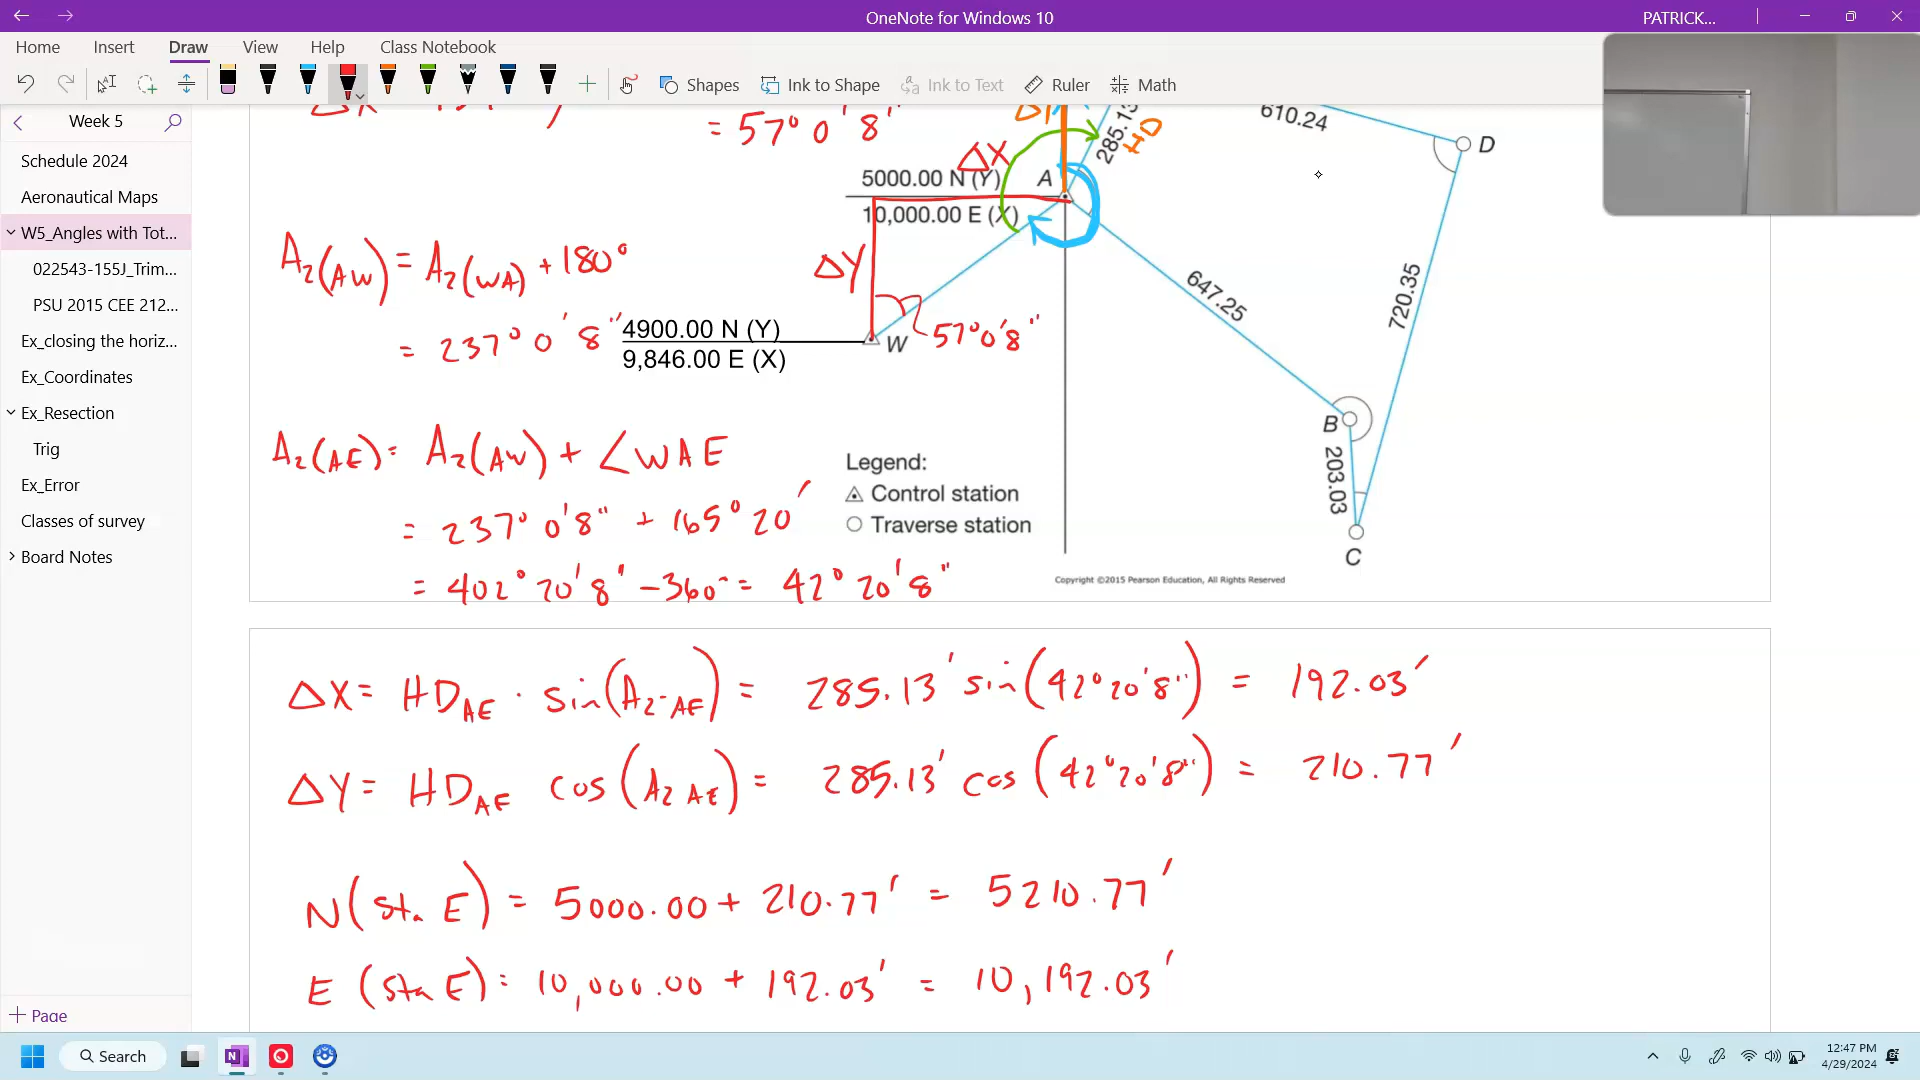 OneNote for Windows 10
PATRICK...
Home Insert Draw View Help Class Notebook
Shapes Ink to Shape Ink to Text Ruler Math
Week 5
Schedule 2024
Aeronautical Maps
W5_Angles with Tot...
022543-155J_Trim...
PSU 2015 CEE 212...
Ex_closing the horiz...
Ex_Coordinates
Ex_Resection
Trig
Ex_Error
Classes of survey
Board Notes
Page
= 57° 0' 8"
ΔX
285.13
HD
610.24
D
5000.00 N (Y)
A
10,000.00 E (X)
ΔY
Az(AW) = Az(WA) + 180°
= 237° 0' 8"
4900.00 N (Y)
9,846.00 E (X)
W
57°0'8"
647.25
720.35
B
203.03
C
Az(AE) = Az(AW) + ∠WAE
= 237° 0'8" + 165° 20'
= 402° 20' 8" - 360° = 42° 20' 8"
Legend:
Control station
Traverse station
Copyright ©2015 Pearson Education, All Rights Reserved
ΔX = HD AE · sin(Az-AE) = 285.13' sin(42°20'8") = 192.03'
ΔY = HD AE cos(Az AE) = 285.13' cos(42°20'8") = 210.77'
N(Sta E) = 5000.00 + 210.77' = 5210.77'
E (Sta E) = 10,000.00 + 192.03' = 10,192.03'
Search
12:47 PM
4/29/2024